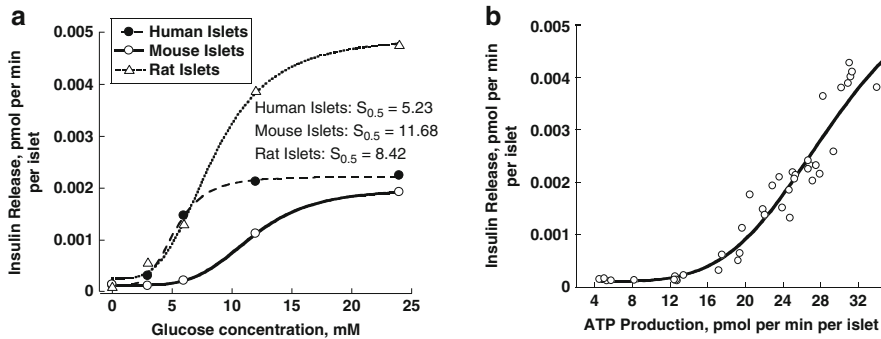 a
Human Islets
Mouse Islets
Rat Islets
Human Islets: S0.5 = 5.23
Mouse Islets: S0.5 = 11.68
Rat Islets: S0.5 = 8.42
Insulin Release, pmol per min
per islet
0.005
0.004
0.003
0.002
0.001
0
0 5 10 15 20 25
Glucose concentration, mM
b
Insulin Release, pmol per min
per islet
0.005
0.004
0.003
0.002
0.001
0
4 8 12 16 20 24 28 32
ATP Production, pmol per min per islet